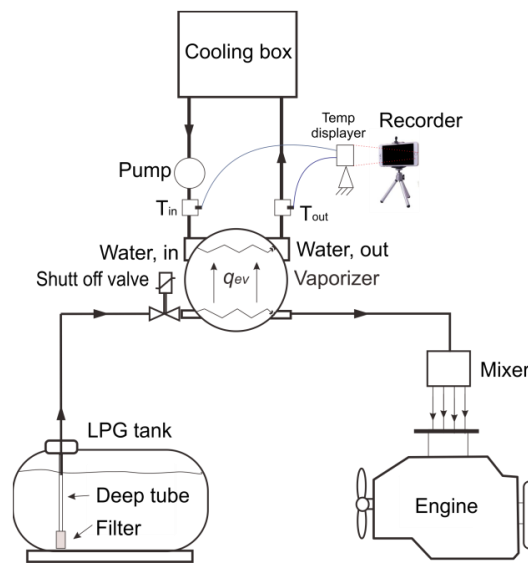 Cooling box
Temp
displayer
Recorder
Pump
Tin
Tout
Water, in
Water, out
Shutt off valve
qev
Vaporizer
Mixer
LPG tank
Deep tube
Filter
Engine